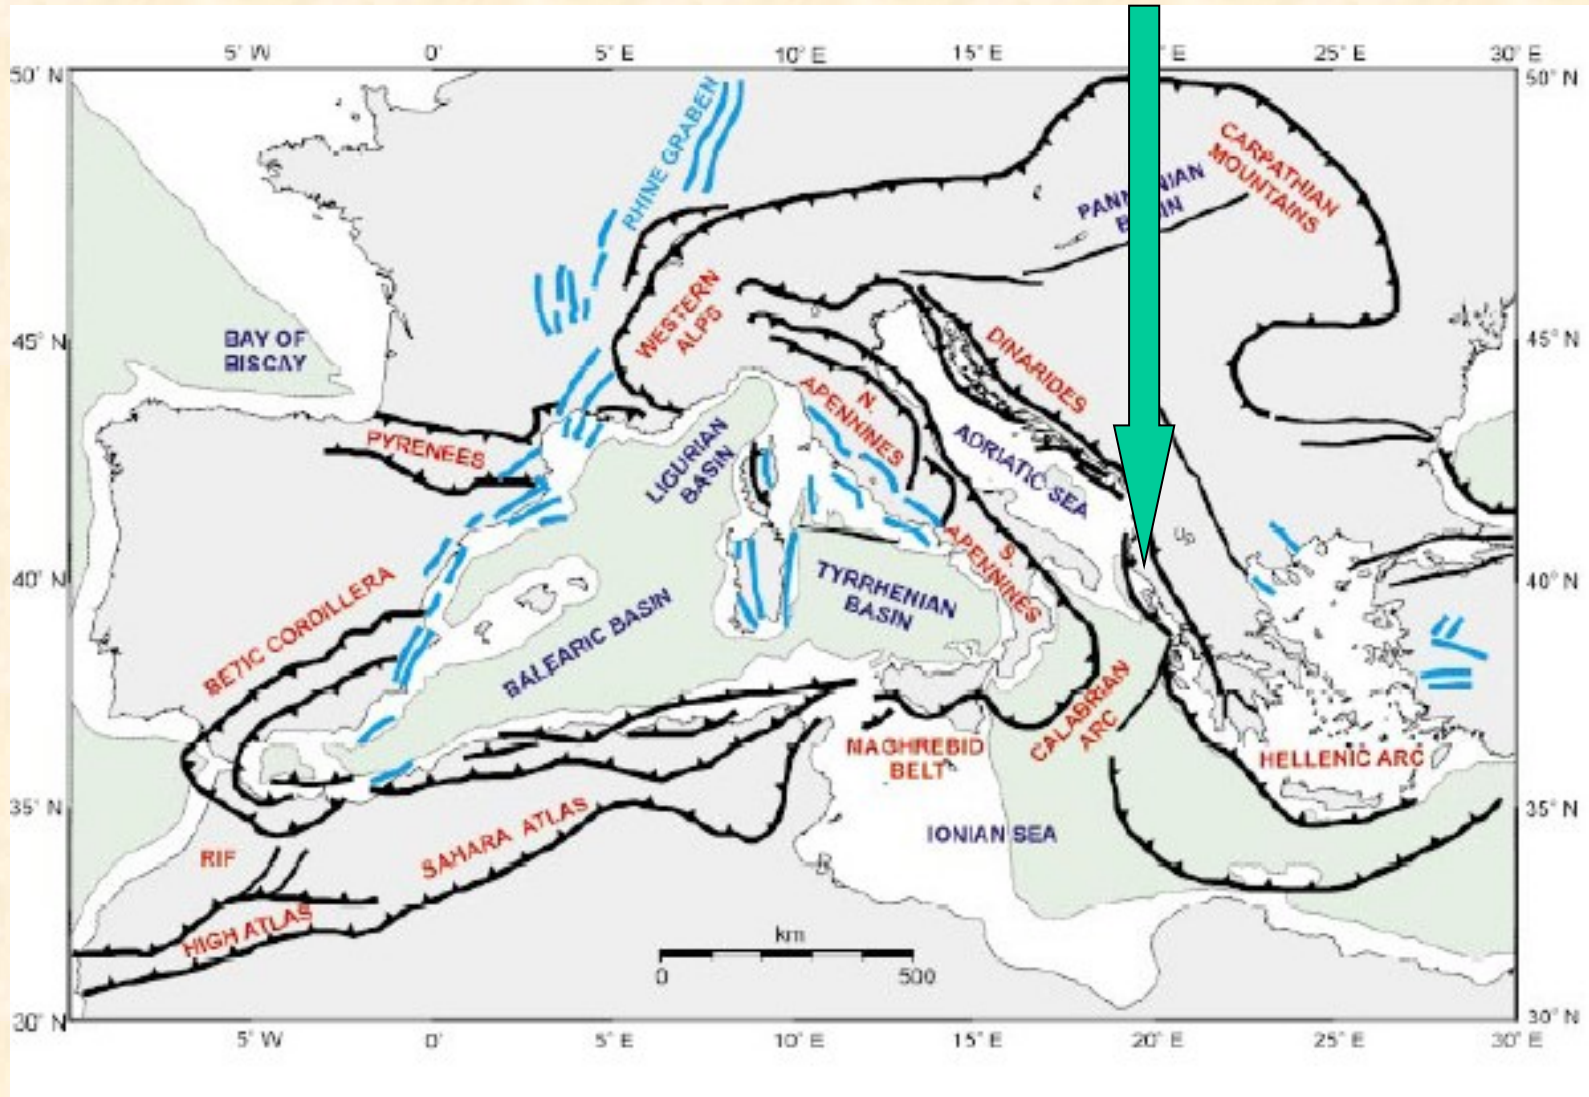 5° W
0°
5° E
10° E
15° E
E
25° E
30° E
50° N
50° N
RHINE GRABEN
CARPATHIAN
MOUNTAINS
WESTERN
ALPS
BAY OF
BISCAY
45° N
45° N
DINARIDES
N.
APENNINES
PYRENEES
LIGURIAN
BASIN
ADRIATIC SEA
S.
APENNINES
40° N
40° N
BETIC CORDILLERA
BALEARIC BASIN
TYRRHENIAN
BASIN
CALABRIAN
ARC
MAGHREBID
BELT
HELLENIC ARC
35° N
35° N
IONIAN SEA
SAHARA ATLAS
RIF
HIGH ATLAS
km
0
500
30° N
30° N
5° W
0°
5° E
10° E
15° E
20° E
25° E
30° E